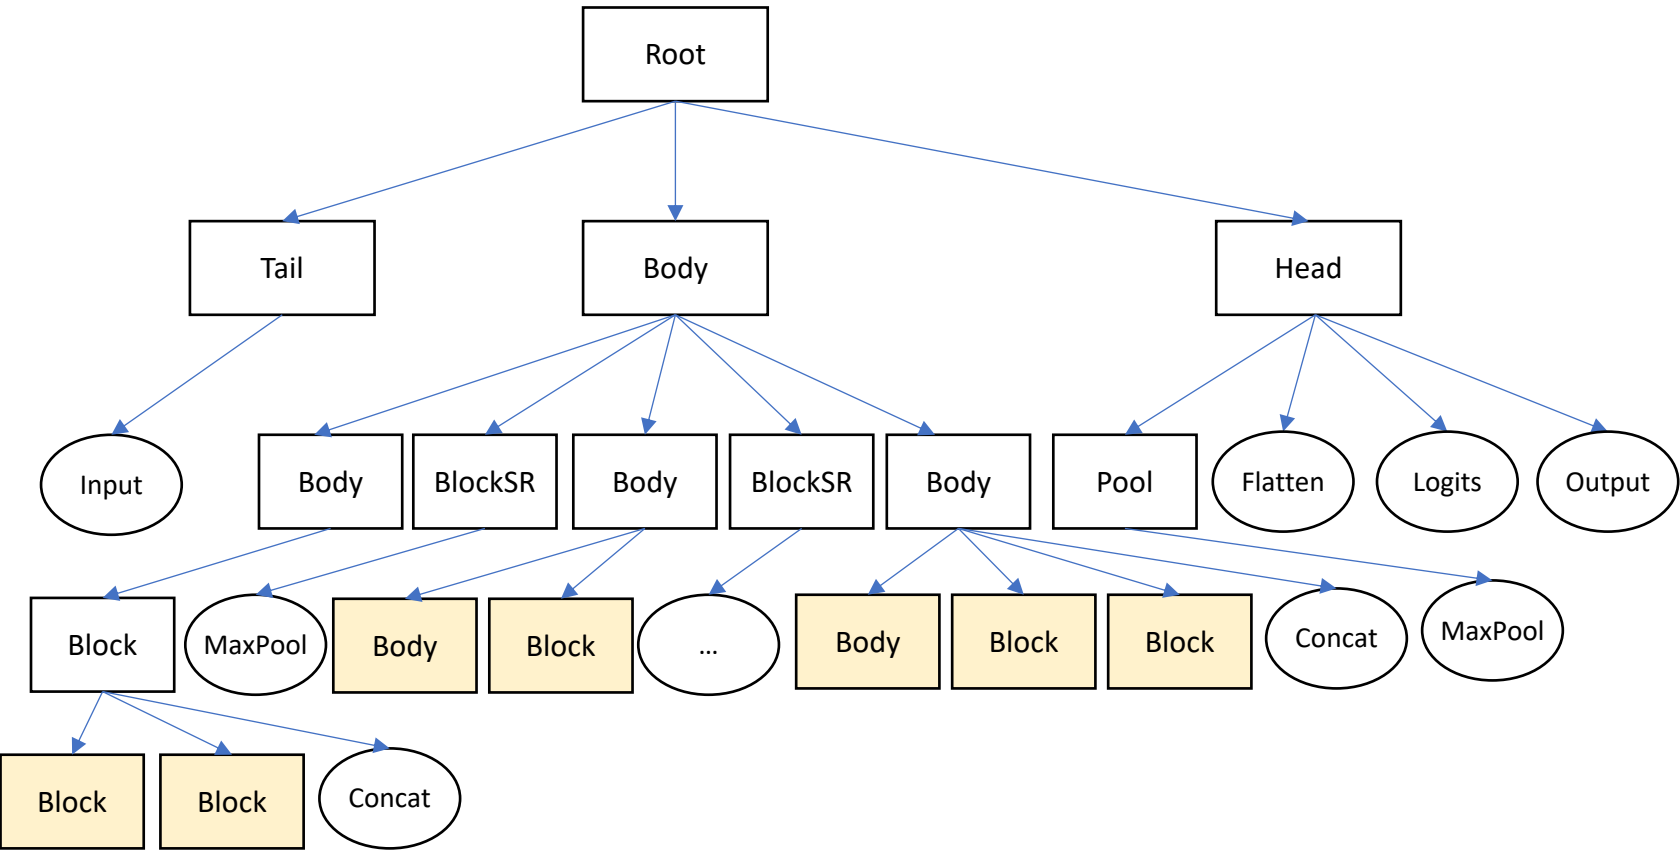 Root
Tail
Body
Head
Input
Body
BlockSR
Body
BlockSR
Body
Pool
Flatten
Logits
Output
Block
MaxPool
Body
Block
...
Body
Block
Block
Concat
MaxPool
Block
Block
Concat